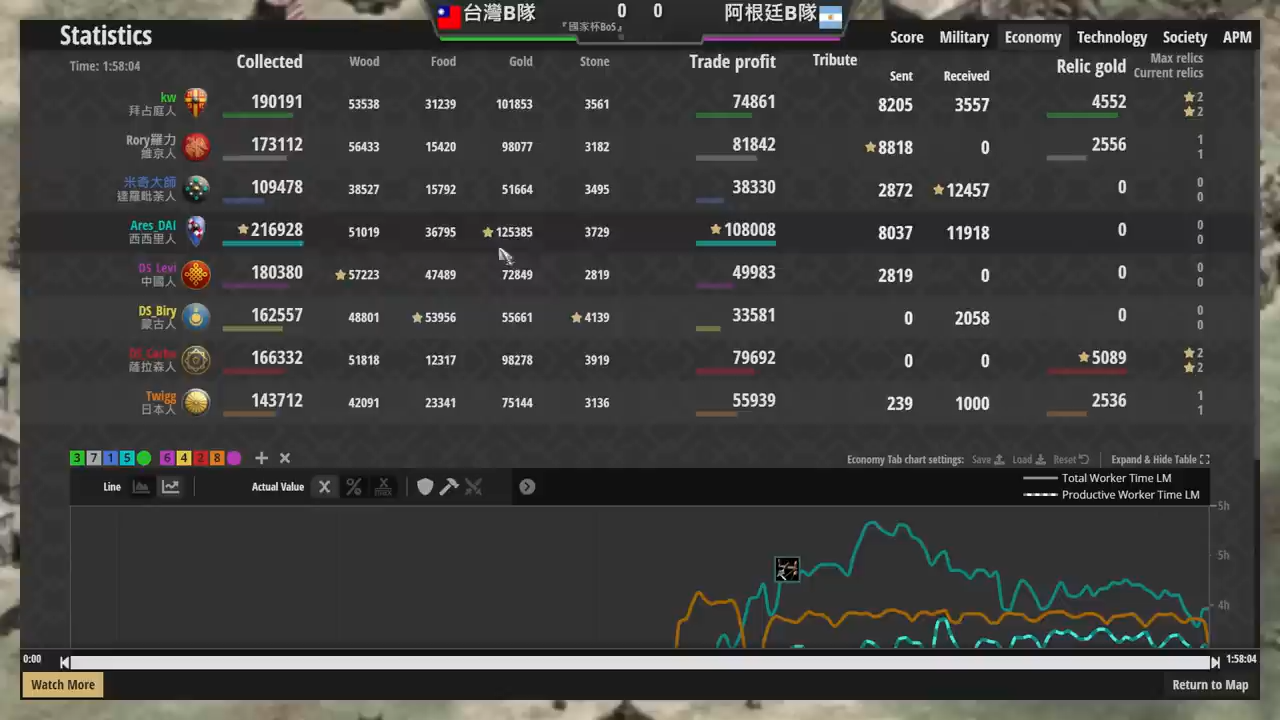 台灣B隊 0 0 阿根廷B隊
『國家杯Bo5』
Statistics
Score Military Economy Technology Society APM
Time: 1:58:04
Collected Wood Food Gold Stone Trade profit Tribute Sent Received Relic gold Max relics
Current relics
kw 190191 53538 31239 101853 3561 74861 8205 3557 4552 2
拜占庭人 2
Rory羅力 173112 56433 15420 98077 3182 81842 8818 0 2556 1
維京人 1
米奇大師 109478 38527 15792 51664 3495 38330 2872 12457 0 0
達羅毗荼人 0
Ares_DAI 216928 51019 36795 125385 3729 108008 8037 11918 0 0
西西里人 0
DS_Levi 180380 57223 47489 72849 2819 49983 2819 0 0 0
中國人 0
DS_Biry 162557 48801 53956 55661 4139 33581 0 2058 0 0
蒙古人 0
166332 51818 12317 98278 3919 79692 0 0 5089 2
薩拉森人 2
Twigg 143712 42091 23341 75144 3136 55939 239 1000 2536 1
日本人 1
3 7 1 5 6 4 2 8 + ×
Economy Tab chart settings: Save Load Reset Expand & Hide Table
Line Actual Value X % X max
Total Worker Time LM
Productive Worker Time LM
5h
5h
4h
0:00 1:58:04
Watch More Return to Map